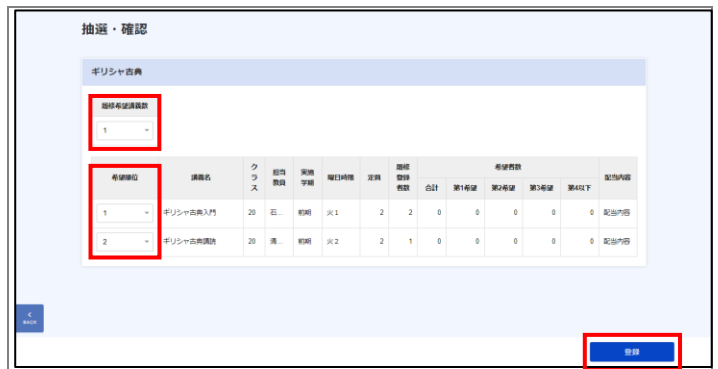 抽選・確認
ギリシャ古典
履修希望講義数
1
希望順位 講義名 クラス 担当教員 実施学期 曜日時限 定員 履修登録者数 希望者数 配当内容
合計 第1希望 第2希望 第3希望 第4以下
1 ギリシャ古典入門 20 石... 前期 火1 2 2 0 0 0 0 0 配当内容
2 ギリシャ古典講読 20 清... 前期 火2 2 1 0 0 0 0 0 配当内容
BACK
登録